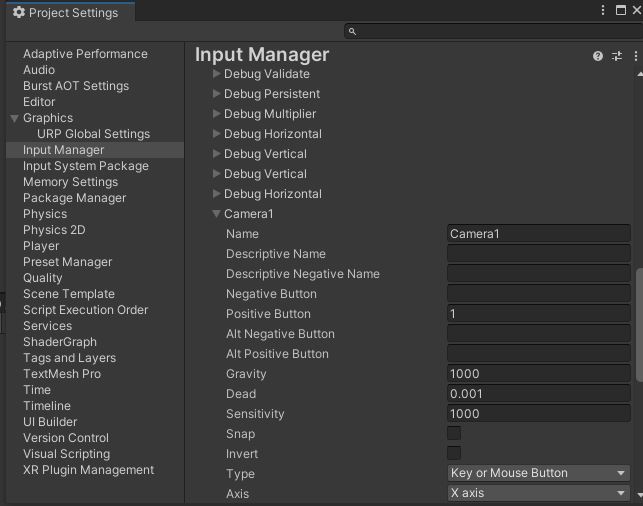 Project Settings
Adaptive Performance
Audio
Burst AOT Settings
Editor
Graphics
URP Global Settings
Input Manager
Input System Package
Memory Settings
Package Manager
Physics
Physics 2D
Player
Preset Manager
Quality
Scene Template
Script Execution Order
Services
ShaderGraph
Tags and Layers
TextMesh Pro
Time
Timeline
UI Builder
Version Control
Visual Scripting
XR Plugin Management
Input Manager
Debug Validate
Debug Persistent
Debug Multiplier
Debug Horizontal
Debug Vertical
Debug Vertical
Debug Horizontal
Camera1
Name Camera1
Descriptive Name
Descriptive Negative Name
Negative Button
Positive Button 1
Alt Negative Button
Alt Positive Button
Gravity 1000
Dead 0.001
Sensitivity 1000
Snap
Invert
Type Key or Mouse Button
Axis X axis